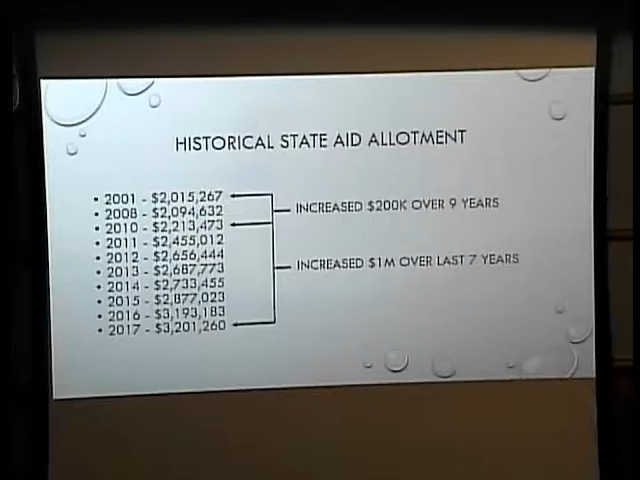 HISTORICAL STATE AID ALLOTMENT
• 2001 - $2,015,267
• 2008 - $2,094,632
• 2010 - $2,213,473
• 2011 - $2,455,012
• 2012 - $2,656,444
• 2013 - $2,687,773
• 2014 - $2,733,455
• 2015 - $2,877,023
• 2016 - $3,193,183
• 2017 - $3,201,260
INCREASED $200K OVER 9 YEARS
INCREASED $1M OVER LAST 7 YEARS